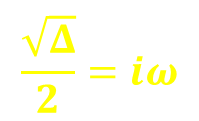 √Δ/2 = iω